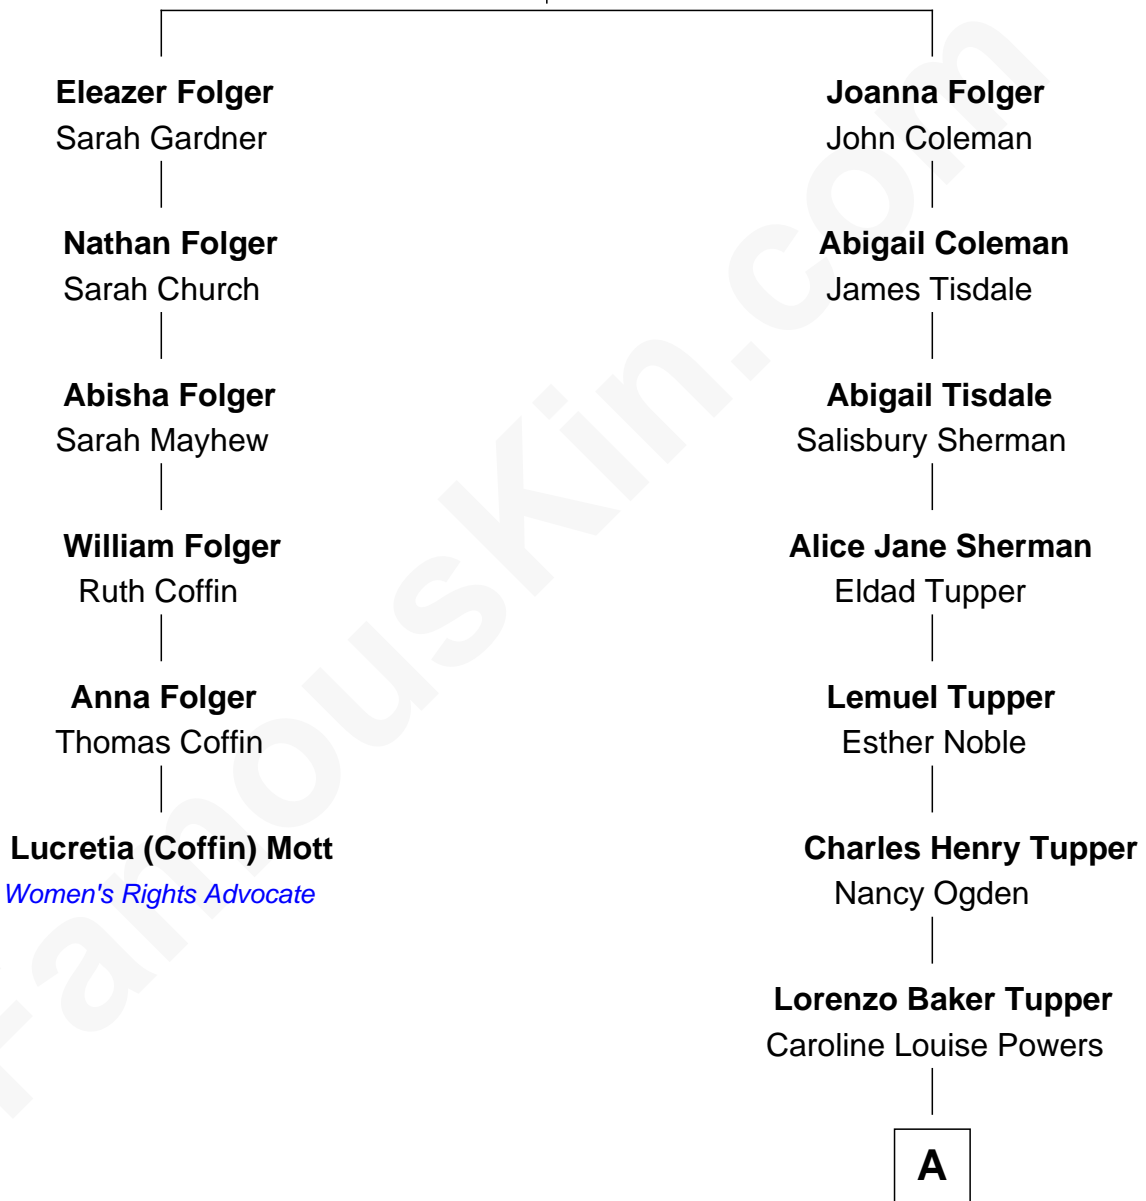 Eleazer Folger
Sarah Gardner
Nathan Folger
Sarah Church
Abisha Folger
Sarah Mayhew
William Folger
Ruth Coffin
Anna Folger
Thomas Coffin
Lucretia (Coffin) Mott
Women's Rights Advocate
Joanna Folger
John Coleman
Abigail Coleman
James Tisdale
Abigail Tisdale
Salisbury Sherman
Alice Jane Sherman
Eldad Tupper
Lemuel Tupper
Esther Noble
Charles Henry Tupper
Nancy Ogden
Lorenzo Baker Tupper
Caroline Louise Powers
A
FamousKin.com